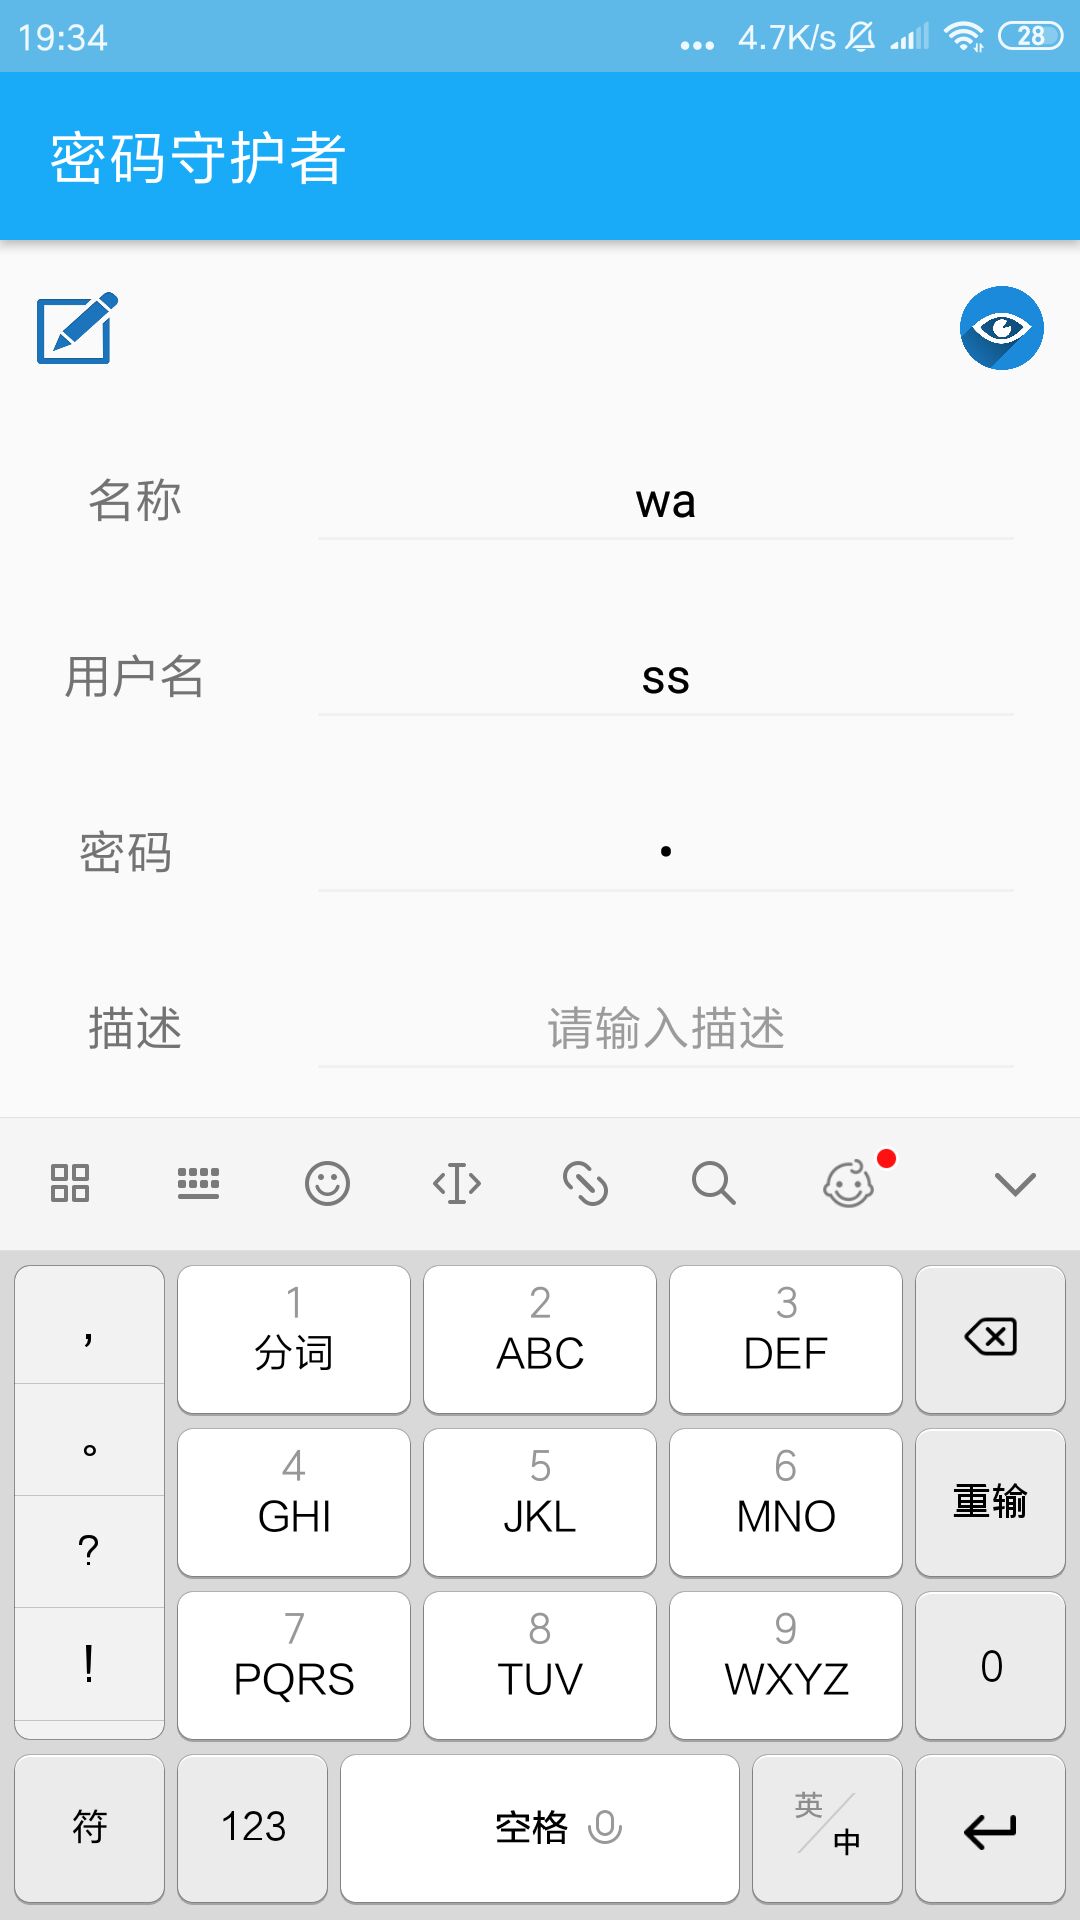 19:34 ... 4.7K/s 28
密码守护者
名称 wa
用户名 ss
密码 •
描述 请输入描述
, 1 2 3
分词 ABC DEF
。 4 5 6
GHI JKL MNO 重输
? 7 8 9
! PQRS TUV WXYZ 0
符 123 空格 英/中